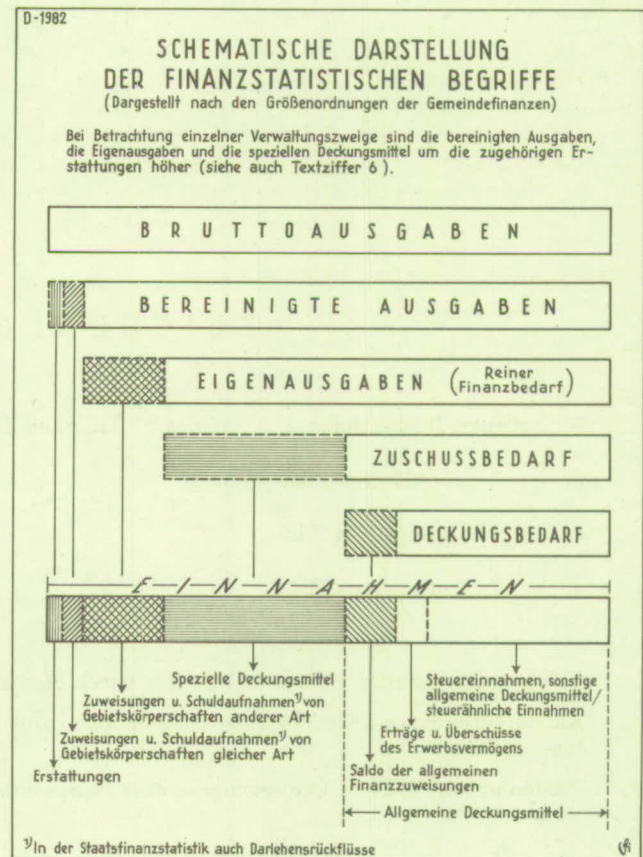 D-1982
SCHEMATISCHE DARSTELLUNG
DER FINANZSTATISTISCHEN BEGRIFFE
(Dargestellt nach den Größenordnungen der Gemeindefinanzen)
Bei Betrachtung einzelner Verwaltungszweige sind die bereinigten Ausgaben,
die Eigenausgaben und die speziellen Deckungsmittel um die zugehörigen Er-
stattungen höher (siehe auch Textziffer 6).
BRUTTOAUSGABEN
BEREINIGTE AUSGABEN
EIGENAUSGABEN (Reiner
Finanzbedarf)
ZUSCHUSSBEDARF
DECKUNGSBEDARF
EINNAHMEN
Spezielle Deckungsmittel
Zuweisungen u. Schuldaufnahmen¹⁾ von
Gebietskörperschaften anderer Art
Zuweisungen u. Schuldaufnahmen¹⁾ von
Gebietskörperschaften gleicher Art
Erstattungen
Steuereinnahmen, sonstige
allgemeine Deckungsmittel/
steuerähnliche Einnahmen
Erträge u. Überschüsse
des Erwerbsvermögens
Saldo der allgemeinen
Finanzzuweisungen
Allgemeine Deckungsmittel
¹⁾In der Staatsfinanzstatistik auch Darlehensrückflüsse